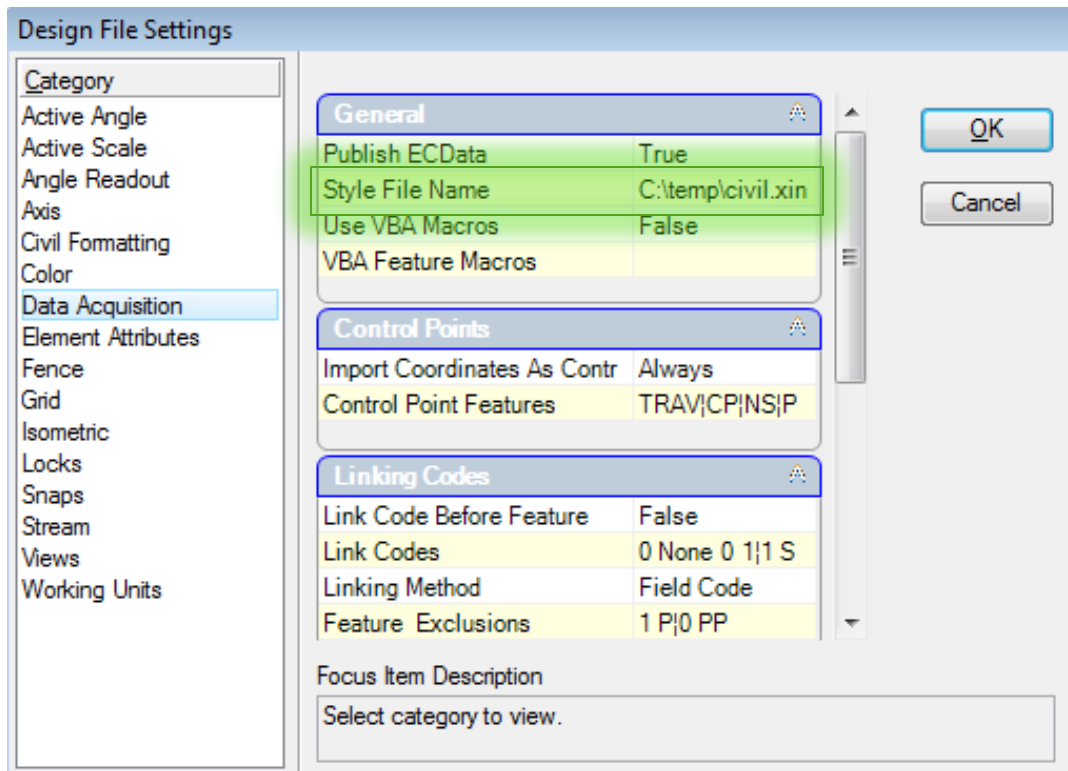 Design File Settings
Category
Active Angle
Active Scale
Angle Readout
Axis
Civil Formatting
Color
Data Acquisition
Element Attributes
Fence
Grid
Isometric
Locks
Snaps
Stream
Views
Working Units
General
Publish ECData True
Style File Name C:\temp\civil.xin
Use VBA Macros False
VBA Feature Macros
Control Points
Import Coordinates As Contr Always
Control Point Features TRAV¦CP¦NS¦P
Linking Codes
Link Code Before Feature False
Link Codes 0 None 0 1¦1 S
Linking Method Field Code
Feature Exclusions 1 P¦0 PP
Focus Item Description
Select category to view.
OK
Cancel